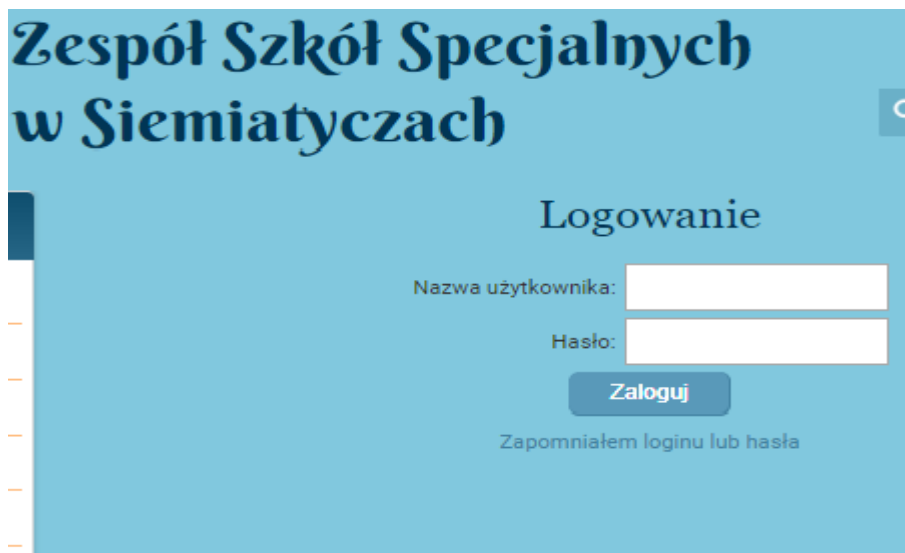 Zespół Szkół Specjalnych
w Siemiatyczach
Logowanie
Nazwa użytkownika:
Hasło:
Zaloguj
Zapomniałem loginu lub hasła